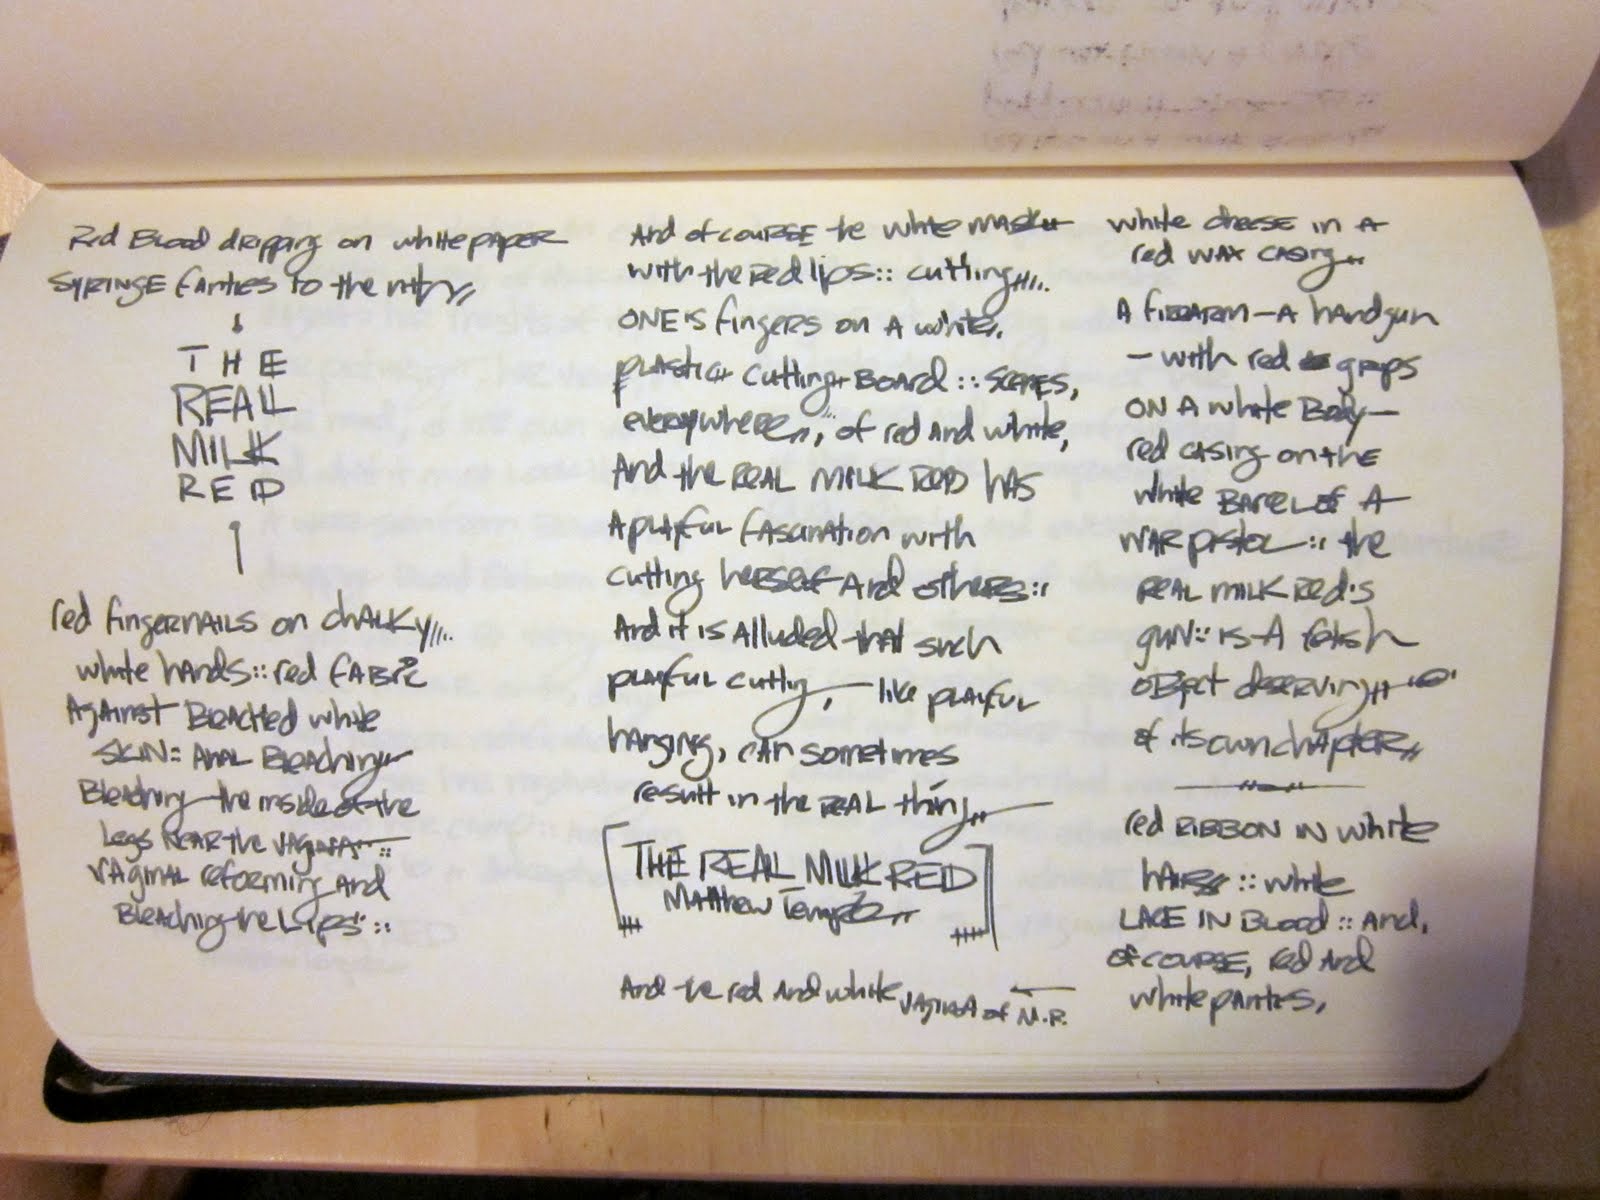 Red Blood dripping on white paper
SYRINGE fanties to the
THE
REAL
MILK
RED
red fingernails on chalky
white hands :: red fabric
Against Bleached white
SKIN :: Anal Bleaching
Bleaching the inside of the
Legs near the vagina ::
vaginal reforming and
Bleaching the Lips ::
And of course the white mask
with the red lips :: cutting
ONE is fingers on a white
plastic cutting board :: scenes,
everywhere, of red and white,
And the REAL MILK RED has
A playful fascination with
cutting herself And others ::
And it is alluded that such
playful cutting, — like playful
hanging, can sometimes
result in the REAL thing
[THE REAL MILK RED
Matthew Temple]
And the red and white vagina of M.R.
white cheese in a
red wax casing
A firearm — A handgun
— with red grips
ON A white Body —
red casing on the
white Barrel of A
WAR pistol :: the
REAL MILK Red's
gun :: is A fetish
object deserving
of its own chapter
red RIBBON IN white
hair :: white
LACE IN Blood :: And,
of course, red and
white panties,